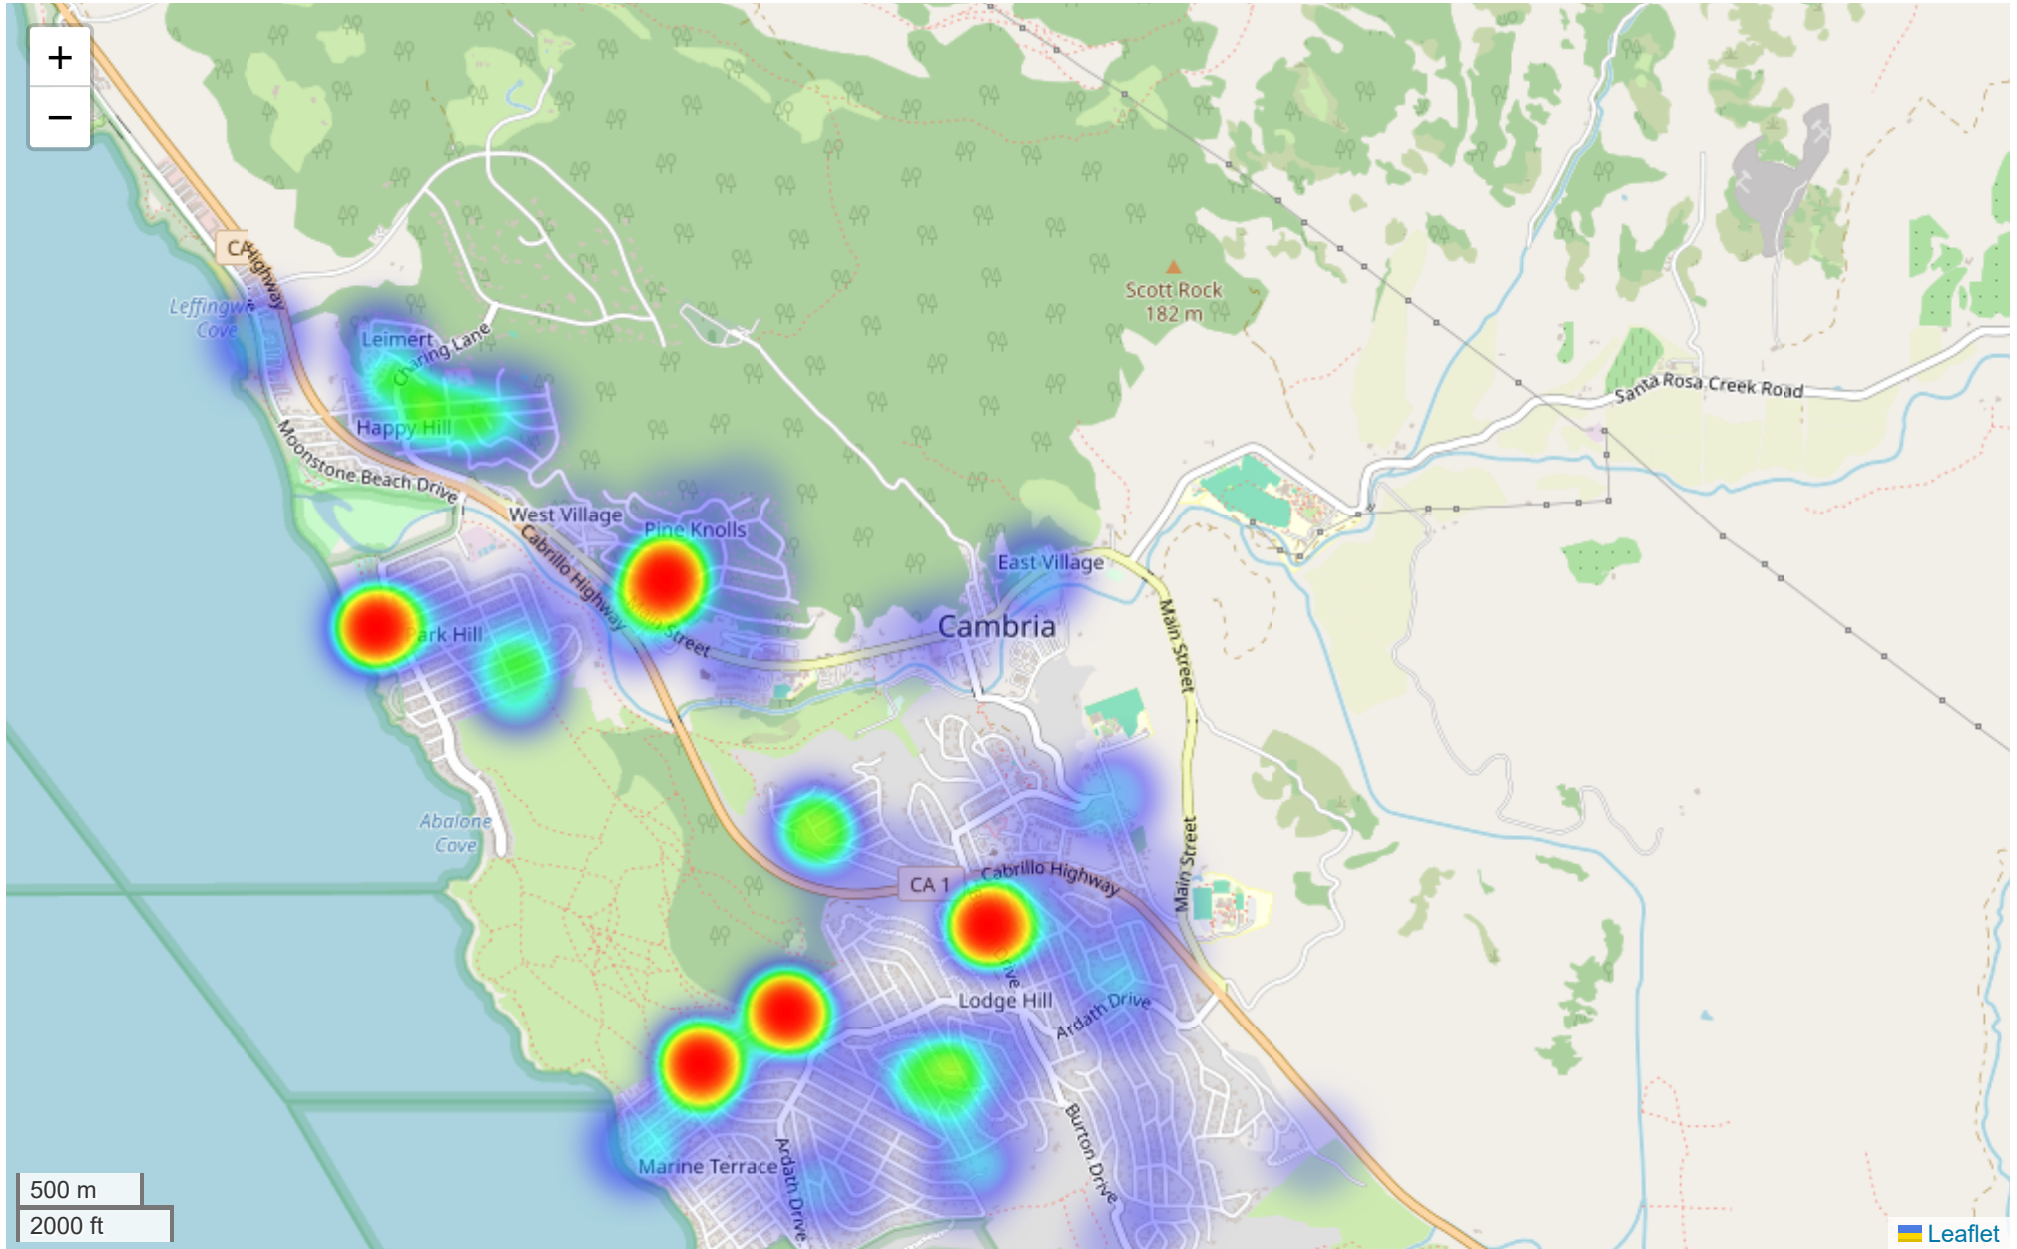 +
−
CA
Highway
Leffingw
Cove
Leimert
Charing Lane
Happy Hill
Moonstone Beach Drive
West Village
Pine Knolls
Cabrillo Highway
Main Street
Park Hill
Scott Rock
182 m
Santa Rosa Creek Road
East Village
Cambria
Main Street
Abalone
Cove
Main Street
CA 1
Cabrillo Highway
Drive
Lodge Hill
Ardath Drive
Burton Drive
Marine Terrace
Ardath Drive
500 m
2000 ft
Leaflet